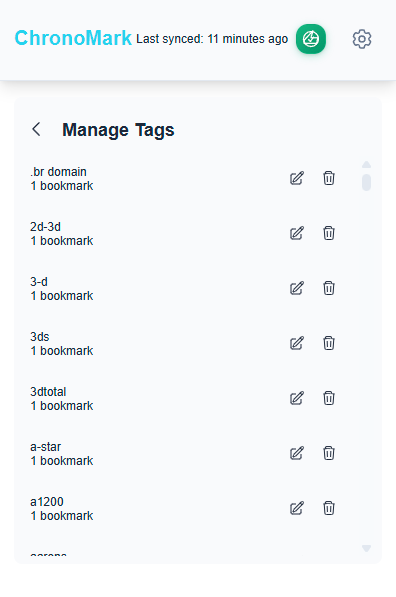 ChronoMark Last synced: 11 minutes ago
Manage Tags
.br domain
1 bookmark
2d-3d
1 bookmark
3-d
1 bookmark
3ds
1 bookmark
3dtotal
1 bookmark
a-star
1 bookmark
a1200
1 bookmark